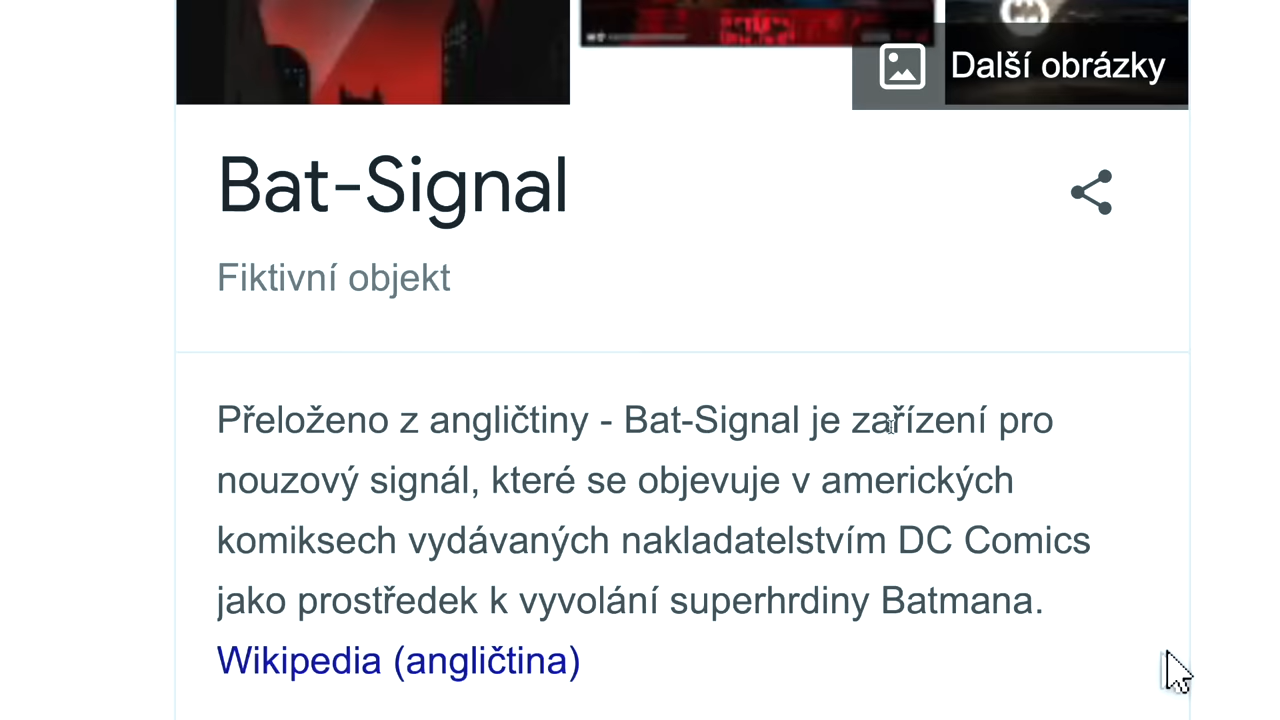 Další obrázky
Bat-Signal
Fiktivní objekt
Přeloženo z angličtiny - Bat-Signal je zařízení pro
nouzový signál, které se objevuje v amerických
komiksech vydávaných nakladatelstvím DC Comics
jako prostředek k vyvolání superhrdiny Batmana.
Wikipedia (angličtina)